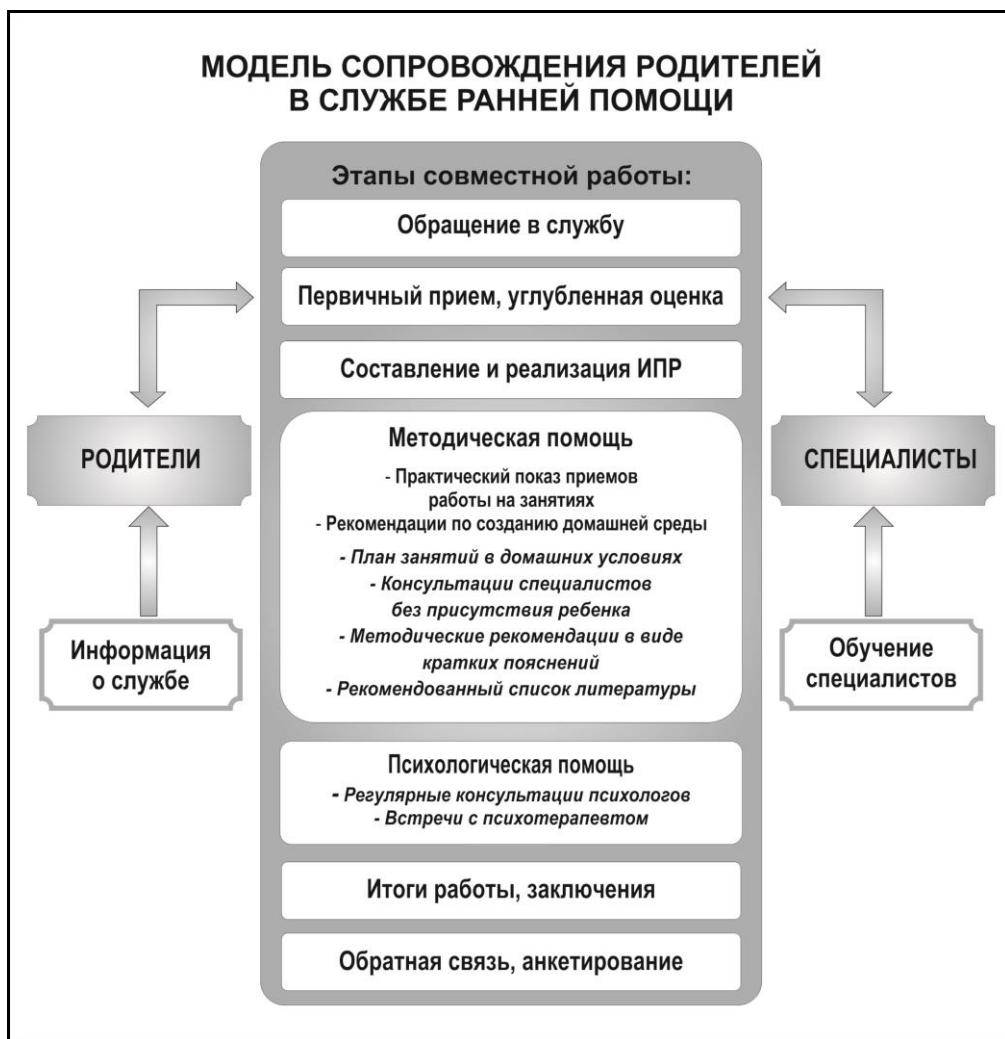 МОДЕЛЬ СОПРОВОЖДЕНИЯ РОДИТЕЛЕЙ
В СЛУЖБЕ РАННЕЙ ПОМОЩИ
Этапы совместной работы:
Обращение в службу
Первичный прием, углубленная оценка
Составление и реализация ИПР
РОДИТЕЛИ
Информация
о службе
Методическая помощь
- Практический показ приемов
работы на занятиях
- Рекомендации по созданию домашней среды
- План занятий в домашних условиях
- Консультации специалистов
без присутствия ребенка
- Методические рекомендации в виде
кратких пояснений
- Рекомендованный список литературы
СПЕЦИАЛИСТЫ
Обучение
специалистов
Психологическая помощь
- Регулярные консультации психологов
- Встречи с психотерапевтом
Итоги работы, заключения
Обратная связь, анкетирование